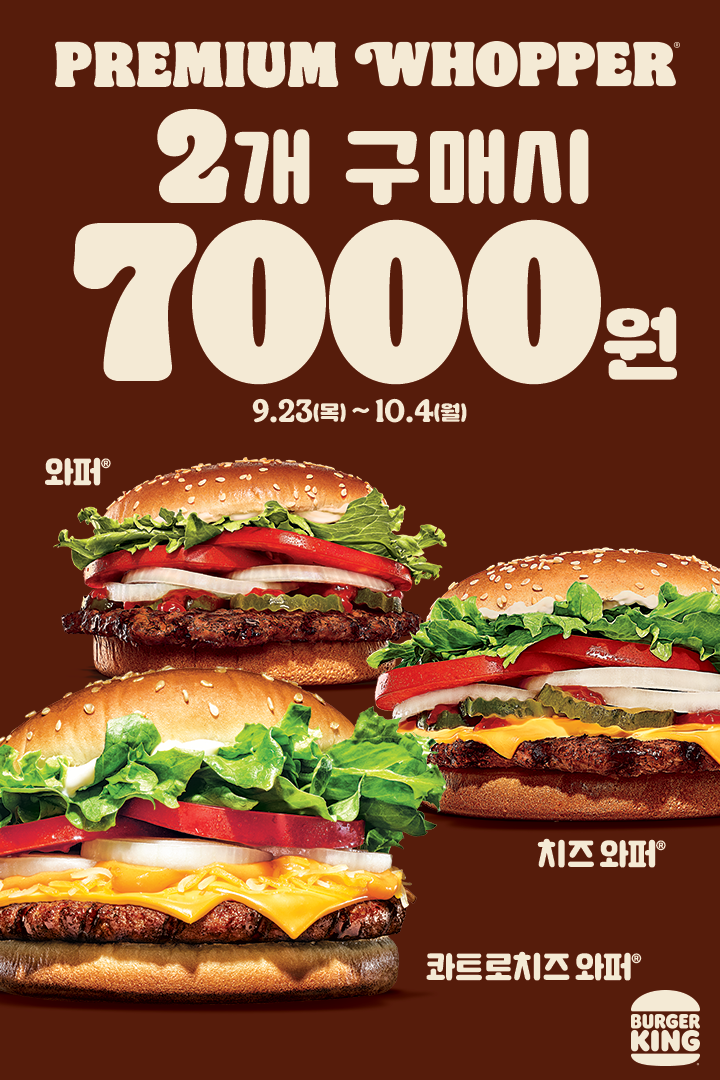 PREMIUM WHOPPER®
2개 구매시
7000원
9.23(목) ~ 10.4(월)
와퍼®
치즈 와퍼®
콰트로치즈 와퍼®
BURGER
KING